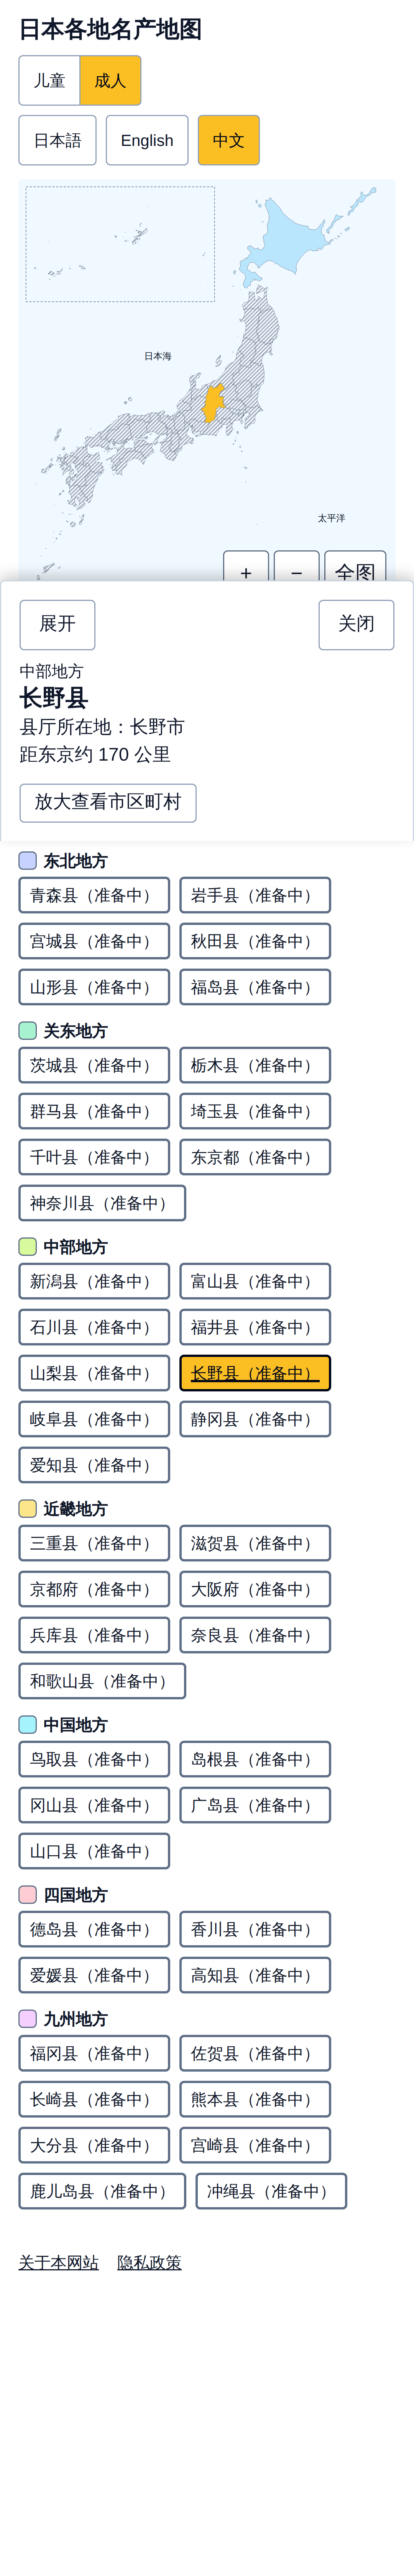 日本各地名产地图
儿童 成人
日本語 English 中文
日本海
太平洋
+ − 全图
展开 关闭
中部地方
长野县
县厅所在地：长野市
距东京约 170 公里
放大查看市区町村
东北地方
青森县（准备中） 岩手县（准备中）
宫城县（准备中） 秋田县（准备中）
山形县（准备中） 福岛县（准备中）
关东地方
茨城县（准备中） 栃木县（准备中）
群马县（准备中） 埼玉县（准备中）
千叶县（准备中） 东京都（准备中）
神奈川县（准备中）
中部地方
新潟县（准备中） 富山县（准备中）
石川县（准备中） 福井县（准备中）
山梨县（准备中） 长野县（准备中）
岐阜县（准备中） 静冈县（准备中）
爱知县（准备中）
近畿地方
三重县（准备中） 滋贺县（准备中）
京都府（准备中） 大阪府（准备中）
兵库县（准备中） 奈良县（准备中）
和歌山县（准备中）
中国地方
鸟取县（准备中） 岛根县（准备中）
冈山县（准备中） 广岛县（准备中）
山口县（准备中）
四国地方
德岛县（准备中） 香川县（准备中）
爱媛县（准备中） 高知县（准备中）
九州地方
福冈县（准备中） 佐贺县（准备中）
长崎县（准备中） 熊本县（准备中）
大分县（准备中） 宫崎县（准备中）
鹿儿岛县（准备中） 冲绳县（准备中）
关于本网站 隐私政策